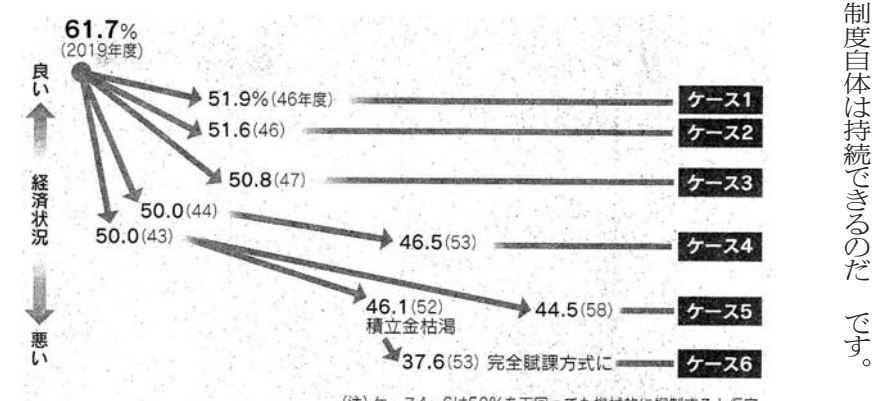 制度自体は持続できるのだ です。
61.7%
(2019年度)
良い
経済状況
悪い
51.9%(46年度)
ケース1
51.6(46)
ケース2
50.8(47)
ケース3
50.0(44)
46.5(53)
ケース4
50.0(43)
46.1(52)
積立金枯渇
44.5(58)
ケース5
37.6(53) 完全賦課方式に
ケース6